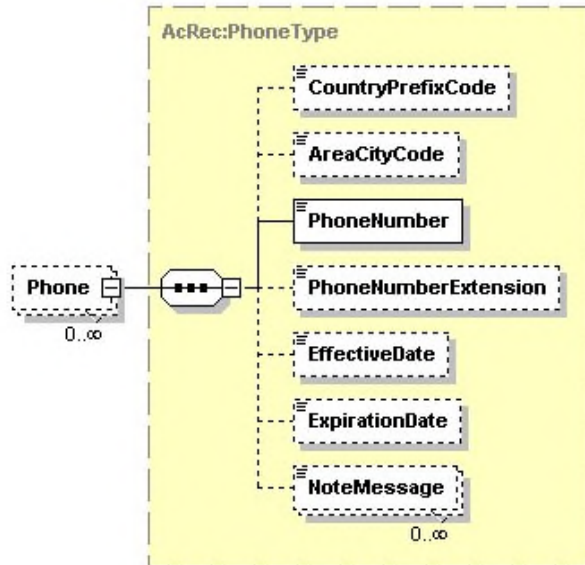 AcRec:PhoneType
CountryPrefixCode
AreaCityCode
PhoneNumber
Phone
0..∞
PhoneNumberExtension
EffectiveDate
ExpirationDate
NoteMessage
0..∞